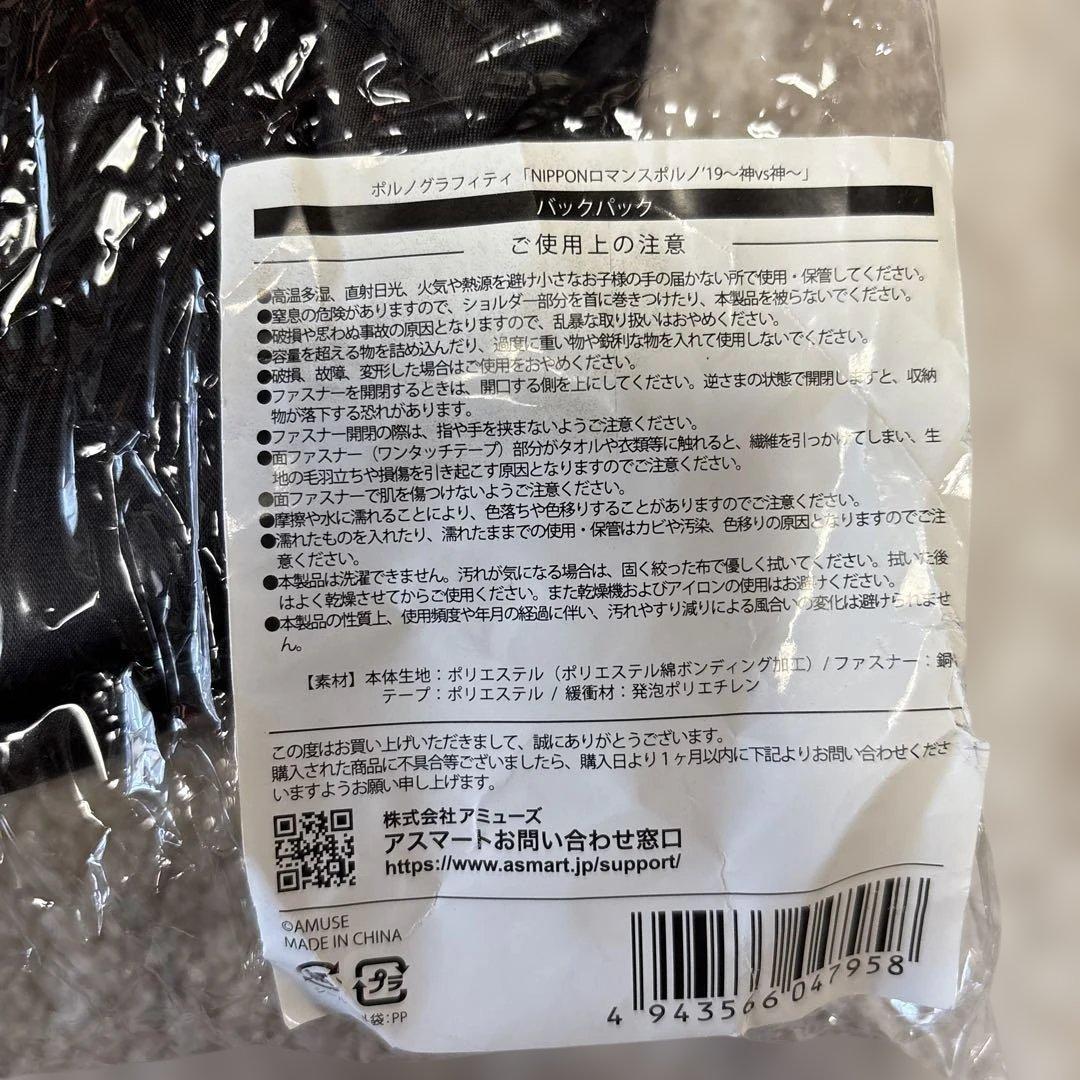 ポルノグラフィティ「NIPPONロマンスポルノ'19〜神vs神〜」
バックパック
ご使用上の注意
●高温多湿、直射日光、火気や熱源を避け小さなお子様の手の届かない所で使用・保管してください。
●窒息の危険がありますので、ショルダー部分を首に巻きつけたり、本製品を被らないでください。
●破損や思わぬ事故の原因となりますので、乱暴な取り扱いはおやめください。
●容量を超える物を詰め込んだり、過度に重い物や鋭利な物を入れて使用しないでください。
●破損、故障、変形した場合はご使用をおやめください。
●ファスナーを開閉するときは、開口する側を上にしてください。逆さまの状態で開閉しますと、収納
物が落下する恐れがあります。
●ファスナー開閉の際は、指や手を挟まないようご注意ください。
●面ファスナー（ワンタッチテープ）部分がタオルや衣類等に触れると、繊維を引っかけてしまい、生
地の毛羽立ちや損傷を引き起こす原因となりますのでご注意ください。
●面ファスナーで肌を傷つけないようご注意ください。
●摩擦や水に濡れることにより、色落ちや色移りすることがありますのでご注意ください。
●濡れたものを入れたり、濡れたままでの使用・保管はカビや汚染、色移りの原因となりますのでご注
意ください。
●本製品は洗濯できません。汚れが気になる場合は、固く絞った布で優しく拭いてください。拭いた後
はよく乾燥させてからご使用ください。また乾燥機およびアイロンの使用はお避けください。
●本製品の性質上、使用頻度や年月の経過に伴い、汚れやすり減りによる風合いの変化は避けられませ
ん。
【素材】本体生地：ポリエステル（ポリエステル綿ボンディング加工）/ ファスナー：銅、
テープ：ポリエステル / 緩衝材：発泡ポリエチレン
この度はお買い上げいただきまして、誠にありがとうございます。
購入された商品に不具合等ございましたら、購入日より1ヶ月以内に下記よりお問い合わせくださ
いますようお願い申し上げます。
株式会社アミューズ
アスマートお問い合わせ窓口
https://www.asmart.jp/support/
©AMUSE
MADE IN CHINA
プラ
袋：PP
4 943566 047958